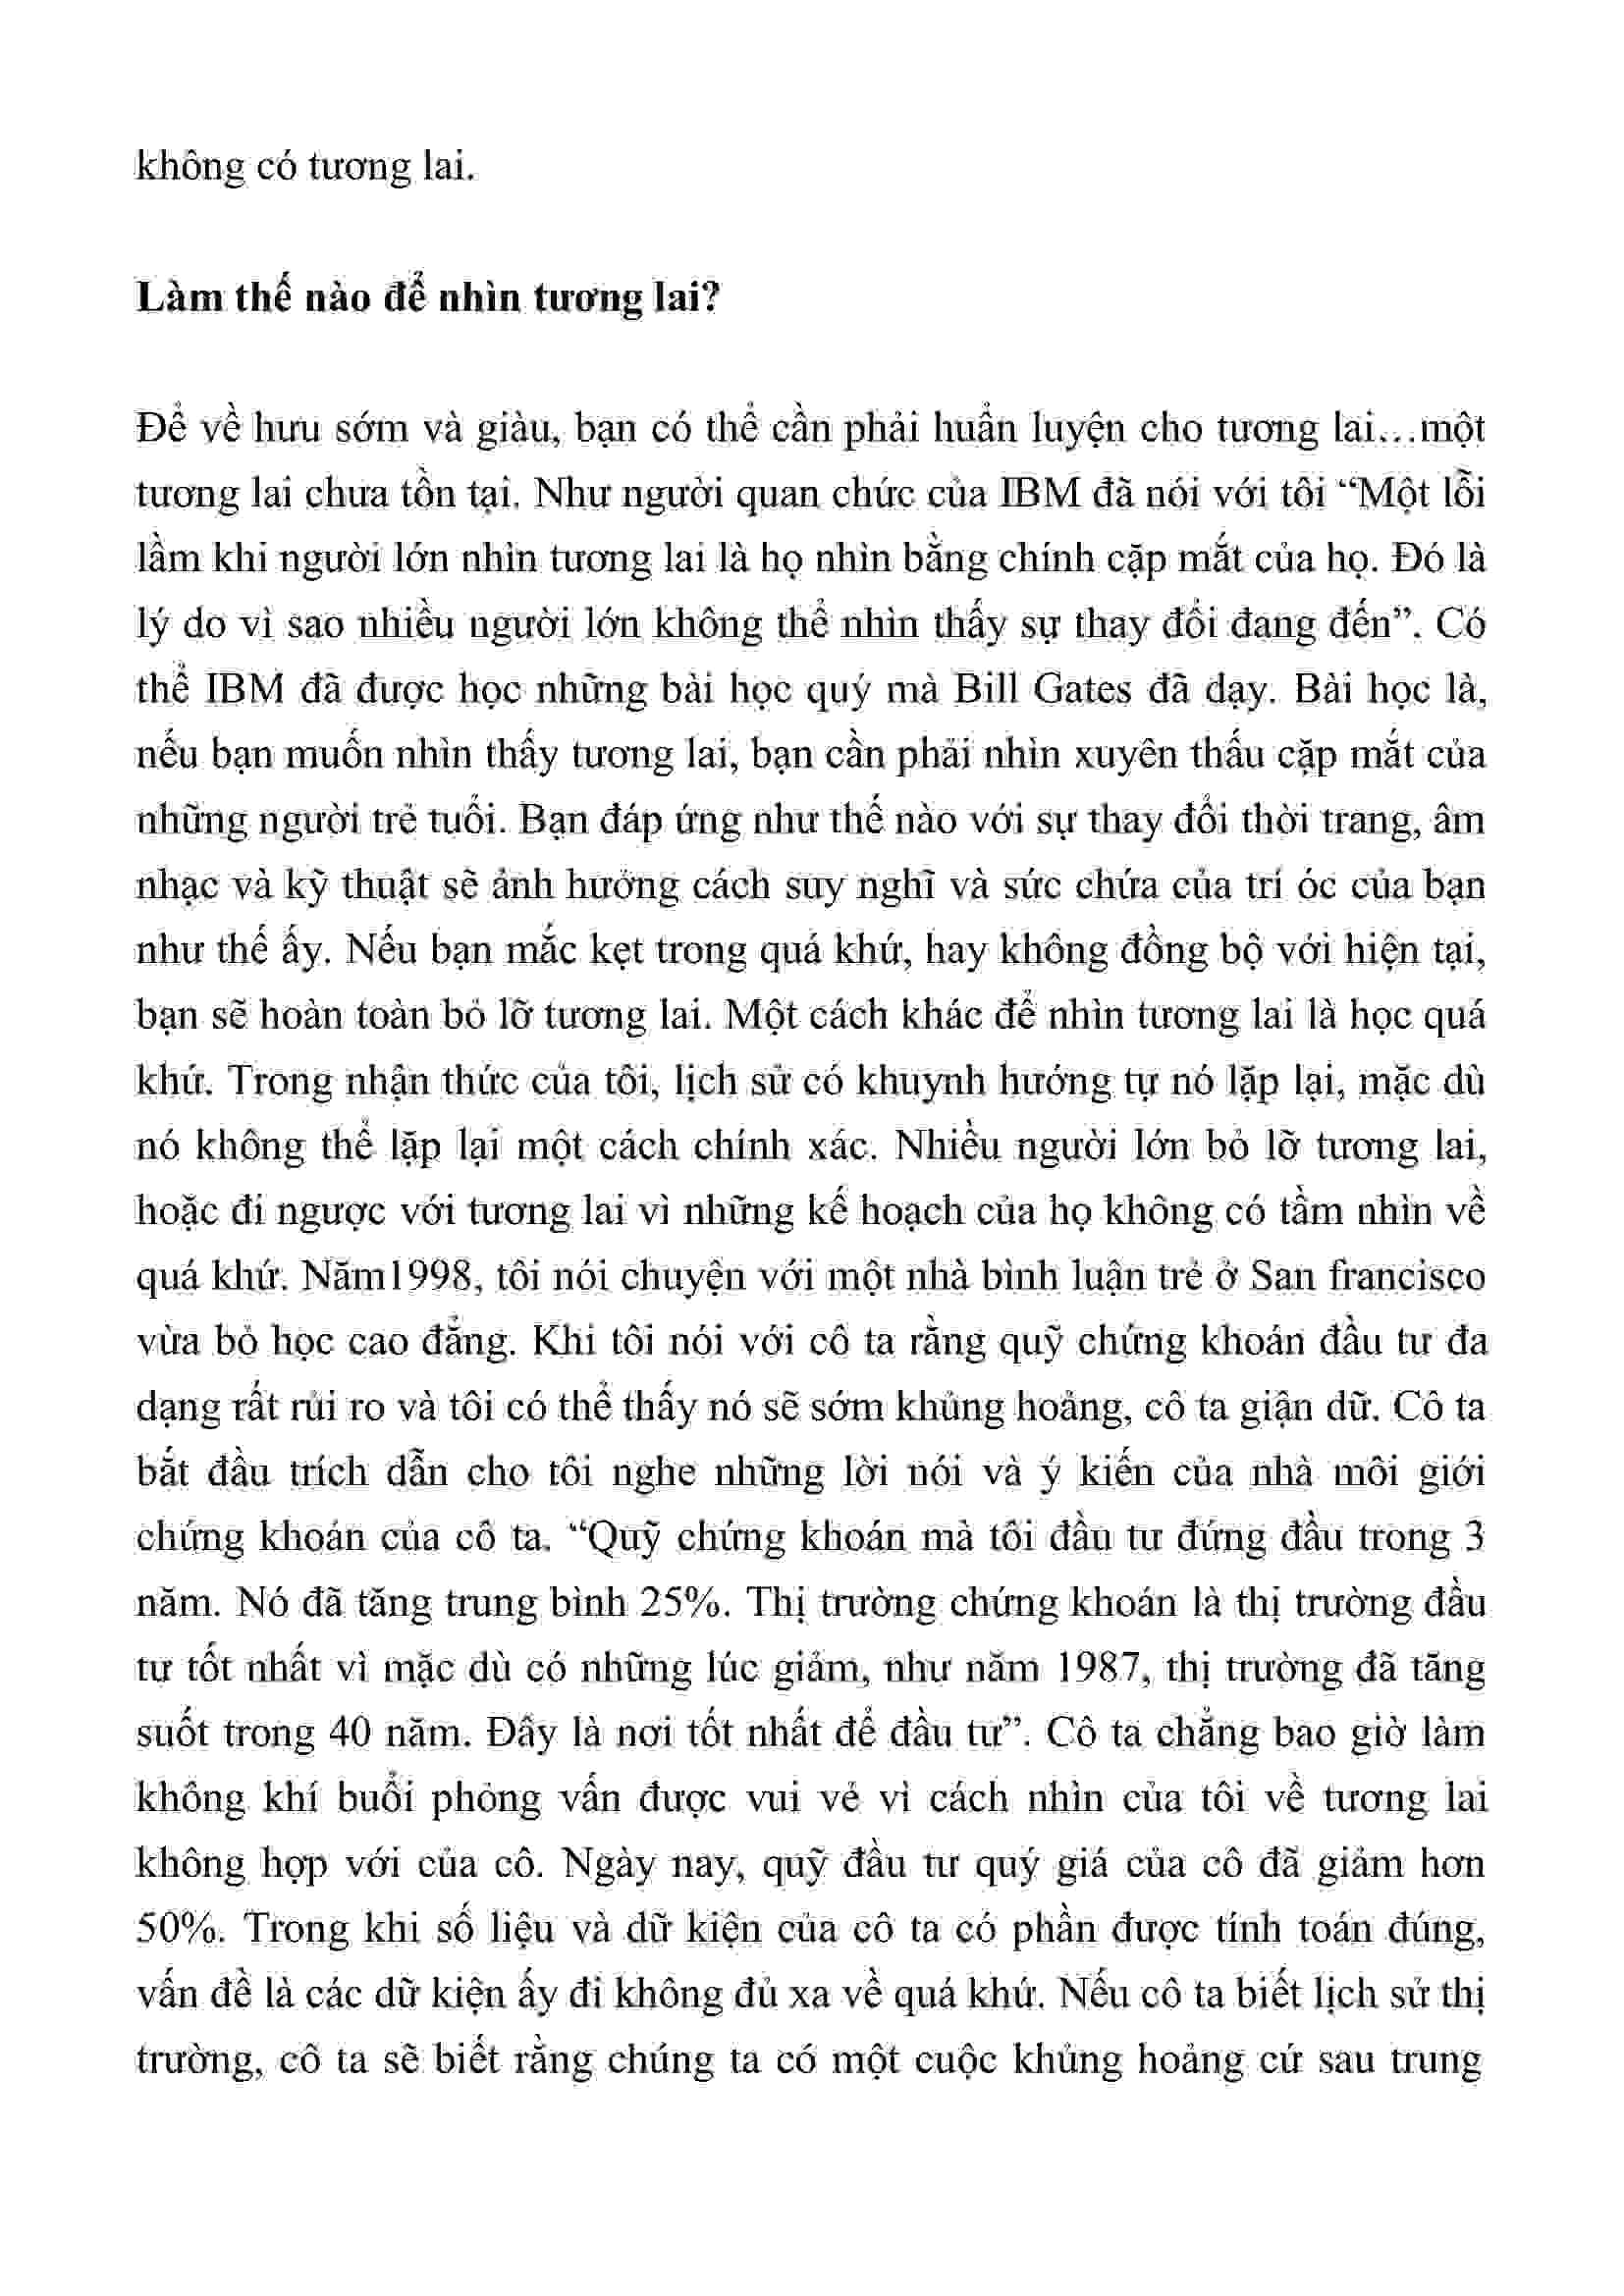 không có tương lai.
Làm thế nào để nhìn tương lai?
Để về hưu sớm và giàu, bạn có thể cần phải huấn luyện cho tương lai…một
tương lai chưa tồn tại. Như người quan chức của IBM đã nói với tôi “Một lỗi
lầm khi người lớn nhìn tương lai là họ nhìn bằng chính cặp mắt của họ. Đó là
lý do vì sao nhiều người lớn không thể nhìn thấy sự thay đổi đang đến”. Có
thể IBM đã được học những bài học quý mà Bill Gates đã dạy. Bài học là,
nếu bạn muốn nhìn thấy tương lai, bạn cần phải nhìn xuyên thấu cặp mắt của
những người trẻ tuổi. Bạn đáp ứng như thế nào với sự thay đổi thời trang, âm
nhạc và kỹ thuật sẽ ảnh hưởng cách suy nghĩ và sức chứa của trí óc của bạn
như thế ấy. Nếu bạn mắc kẹt trong quá khứ, hay không đồng bộ với hiện tại,
bạn sẽ hoàn toàn bỏ lỡ tương lai. Một cách khác để nhìn tương lai là học quá
khứ. Trong nhận thức của tôi, lịch sử có khuynh hướng tự nó lặp lại, mặc dù
nó không thể lặp lại một cách chính xác. Nhiều người lớn bỏ lỡ tương lai,
hoặc đi ngược với tương lai vì những kế hoạch của họ không có tầm nhìn về
quá khứ. Năm1998, tôi nói chuyện với một nhà bình luận trẻ ở San francisco
vừa bỏ học cao đẳng. Khi tôi nói với cô ta rằng quỹ chứng khoán đầu tư đa
dạng rất rủi ro và tôi có thể thấy nó sẽ sớm khủng hoảng, cô ta giận dữ. Cô ta
bắt đầu trích dẫn cho tôi nghe những lời nói và ý kiến của nhà môi giới
chứng khoán của cô ta. “Quỹ chứng khoán mà tôi đầu tư đứng đầu trong 3
năm. Nó đã tăng trung bình 25%. Thị trường chứng khoán là thị trường đầu
tư tốt nhất vì mặc dù có những lúc giảm, như năm 1987, thị trường đã tăng
suốt trong 40 năm. Đây là nơi tốt nhất để đầu tư”. Cô ta chẳng bao giờ làm
không khí buổi phỏng vấn được vui vẻ vì cách nhìn của tôi về tương lai
không hợp với của cô. Ngày nay, quỹ đầu tư quý giá của cô đã giảm hơn
50%. Trong khi số liệu và dữ kiện của cô ta có phần được tính toán đúng,
vấn đề là các dữ kiện ấy đi không đủ xa về quá khứ. Nếu cô ta biết lịch sử thị
trường, cô ta sẽ biết rằng chúng ta có một cuộc khủng hoảng cứ sau trung